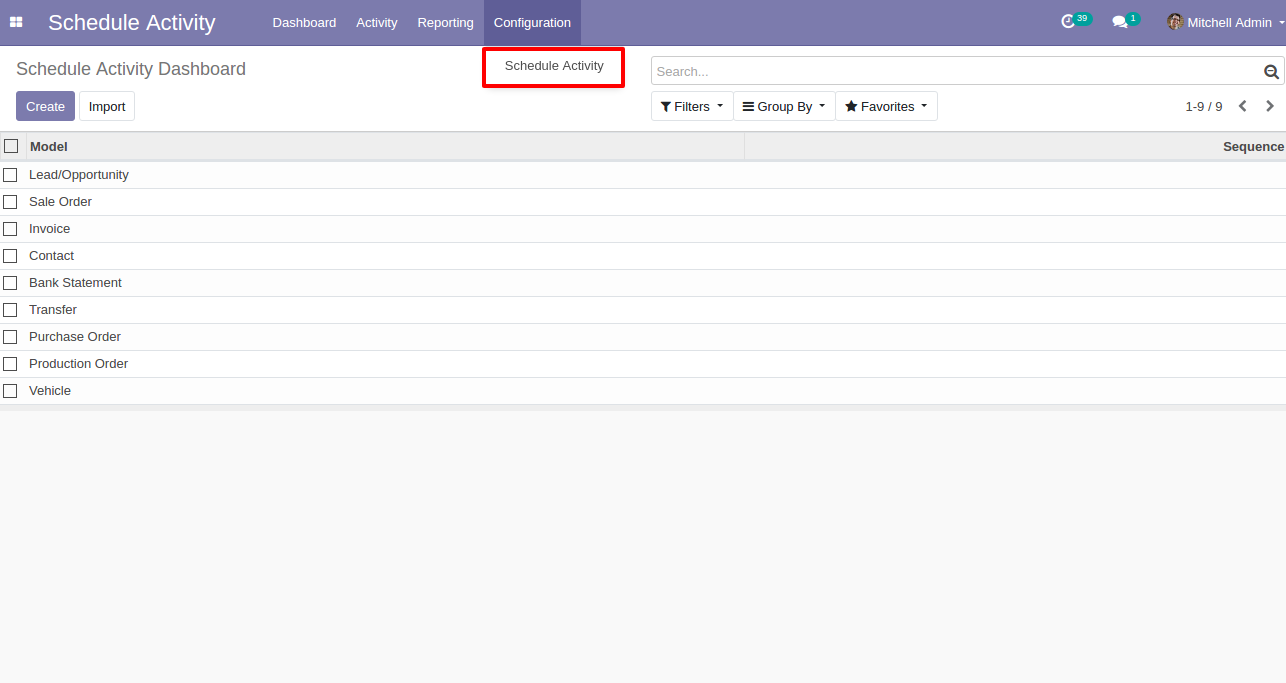 Schedule Activity Dashboard Activity Reporting Configuration 39 1 Mitchell Admin
Schedule Activity
Schedule Activity Dashboard
Search...
Create Import Filters Group By Favorites 1-9 / 9
Model Sequence
Lead/Opportunity
Sale Order
Invoice
Contact
Bank Statement
Transfer
Purchase Order
Production Order
Vehicle